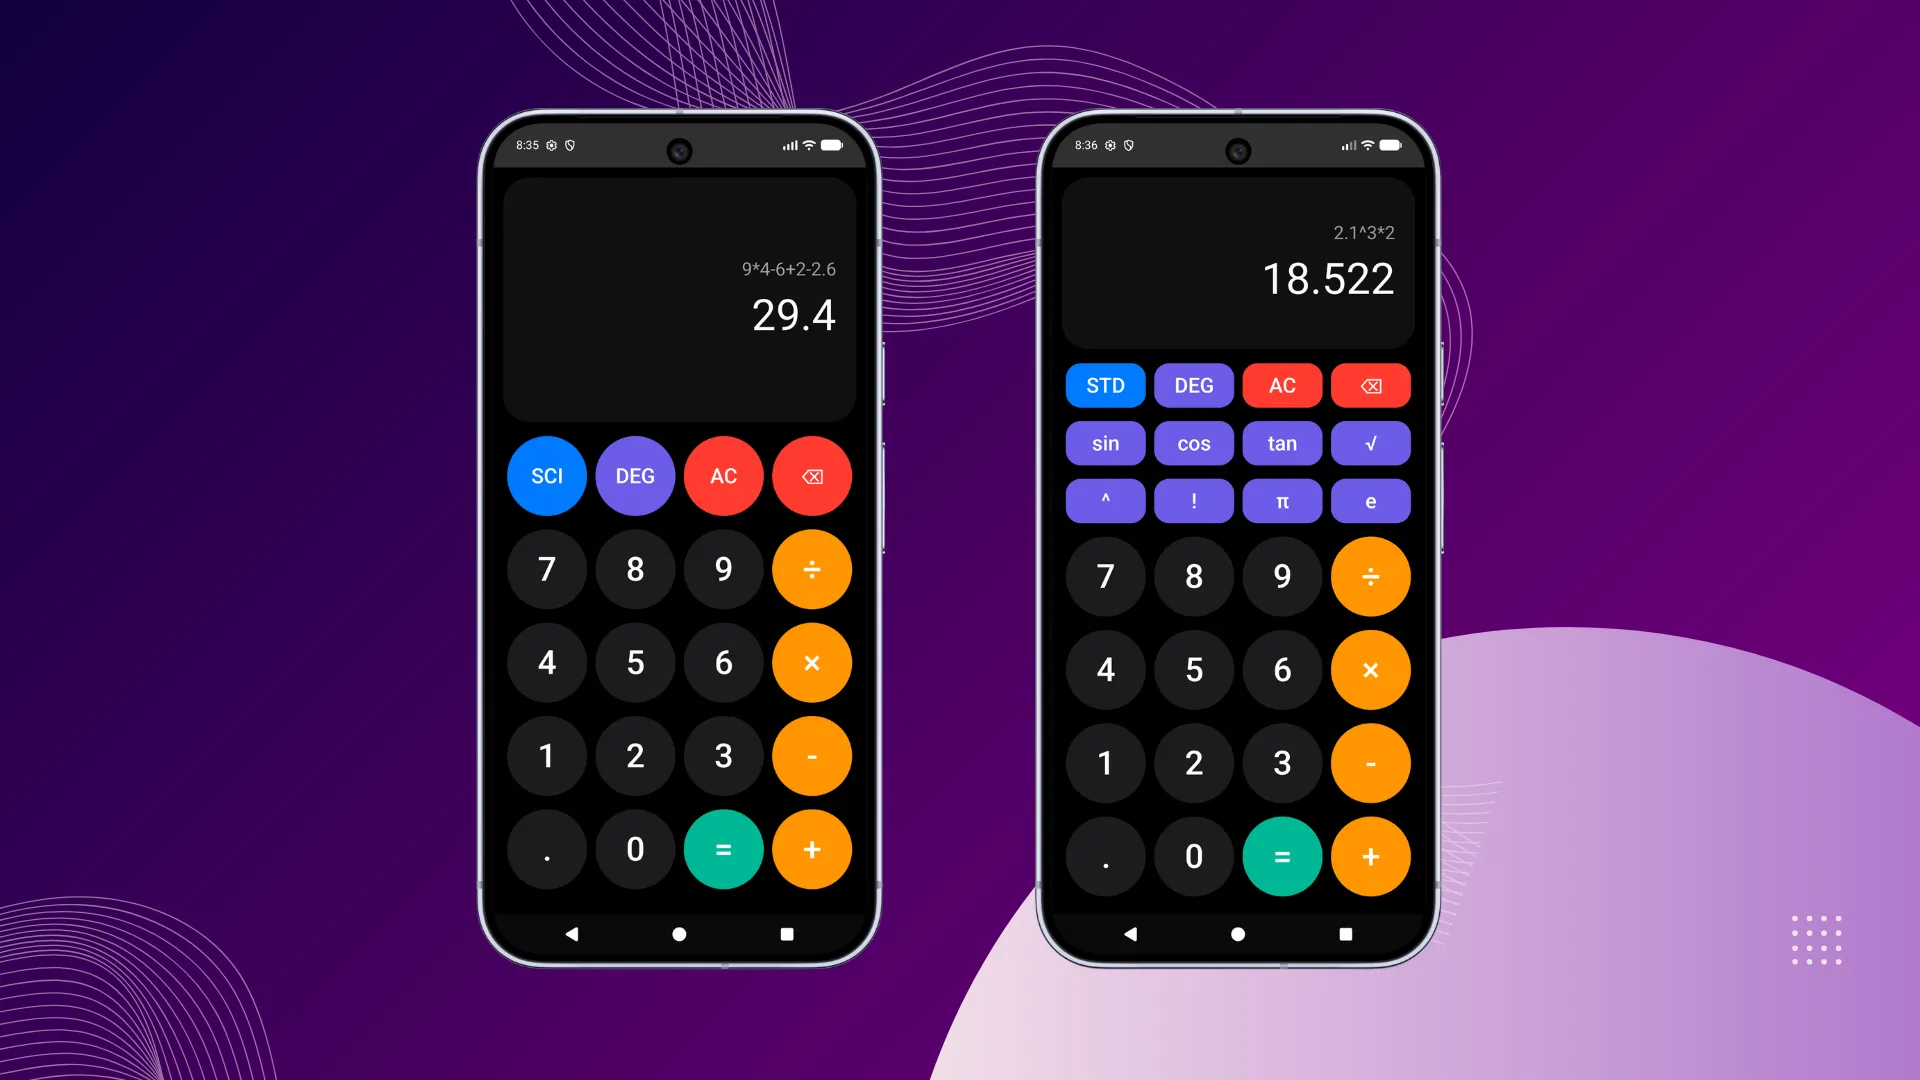 8:35
9*4-6+2-2.6
29.4
SCI DEG AC ⌫
7 8 9 ÷
4 5 6 ×
1 2 3 -
. 0 = +
8:36
2.1^3*2
18.522
STD DEG AC ⌫
sin cos tan √
^ ! π e
7 8 9 ÷
4 5 6 ×
1 2 3 -
. 0 = +